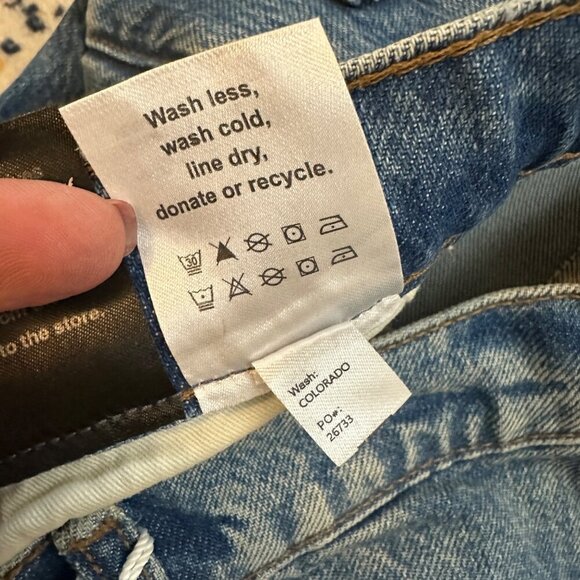 Wash less,
wash cold,
line dry,
donate or recycle.
30
to the store.
Wash:
COLORADO
PO#:
26733